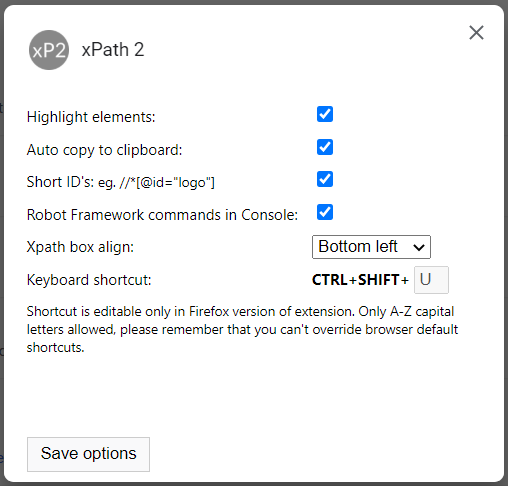 xP2 xPath 2
Highlight elements:
Auto copy to clipboard:
Short ID's: eg. //*[@id="logo"]
Robot Framework commands in Console:
Xpath box align: Bottom left
Keyboard shortcut: CTRL+SHIFT+ U
Shortcut is editable only in Firefox version of extension. Only A-Z capital
letters allowed, please remember that you can't override browser default
shortcuts.
Save options